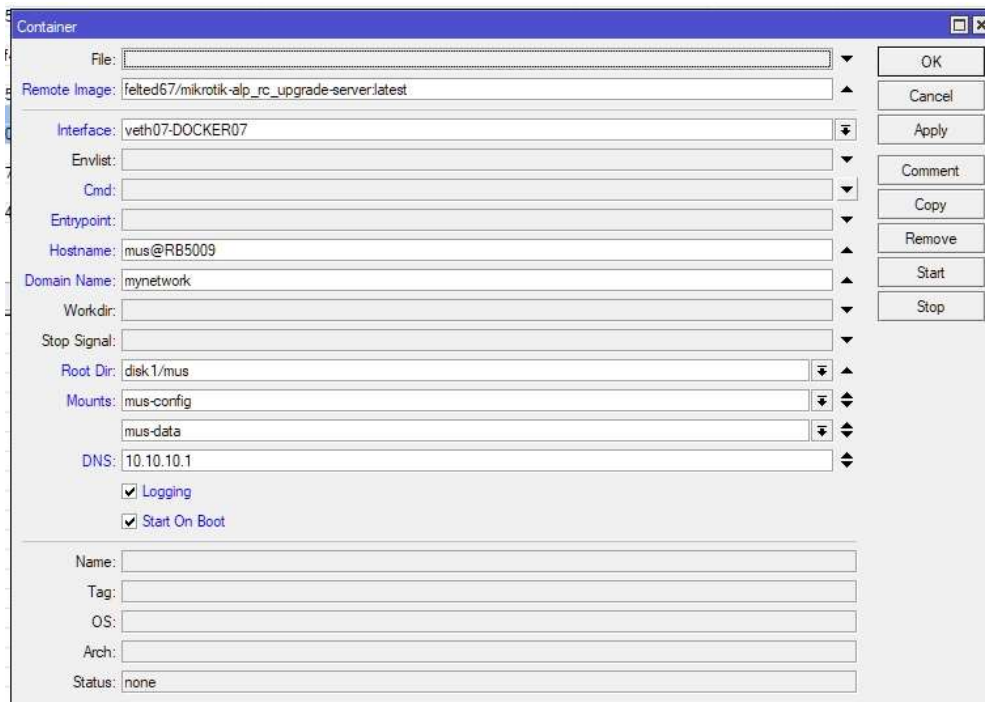 Container
File:
OK
Remote Image: felted67/mikrotik-alp_rc_upgrade-server:latest
Cancel
Interface: veth07-DOCKER07
Apply
Envlist:
Cmd:
Comment
Entrypoint:
Copy
Hostname: mus@RB5009
Remove
Domain Name: mynetwork
Start
Workdir:
Stop
Stop Signal:
Root Dir: disk1/mus
Mounts: mus-config
mus-data
DNS: 10.10.10.1
Logging
Start On Boot
Name:
Tag:
OS:
Arch:
Status: none